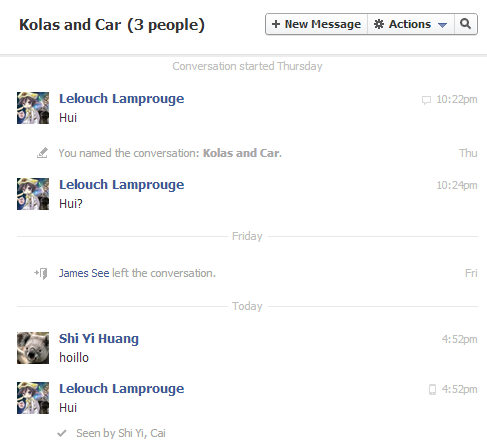 Kolas and Car (3 people)
+ New Message Actions
Conversation started Thursday
Lelouch Lamprouge 10:22pm
Hui
You named the conversation: Kolas and Car. Thu
Lelouch Lamprouge 10:24pm
Hui?
Friday
James See left the conversation. Fri
Today
Shi Yi Huang 4:52pm
hoillo
Lelouch Lamprouge 4:52pm
Hui
Seen by Shi Yi, Cai